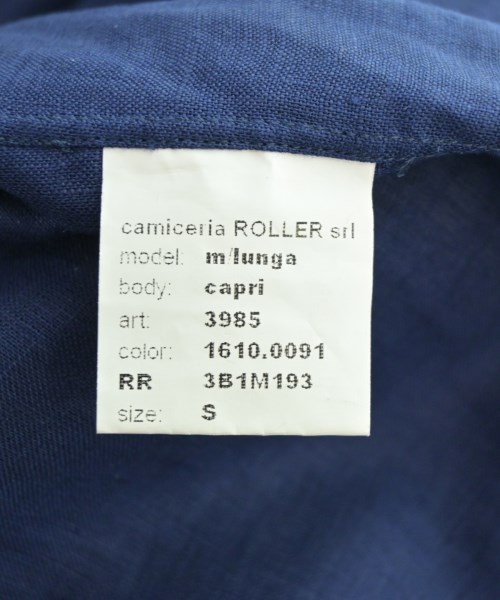 camiceria ROLLER srl
model: m/lunga
body: capri
art: 3985
color: 1610.0091
RR 3B1M193
size: S